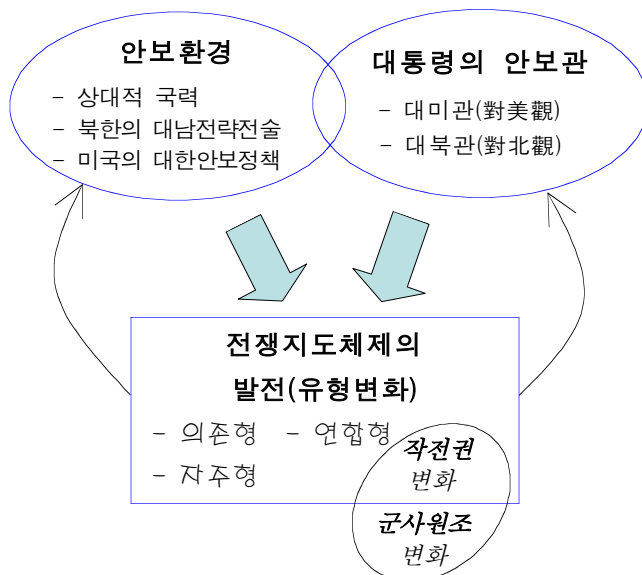 안보환경
- 상대적 국력
- 북한의 대남전략전술
- 미국의 대한안보정책
대통령의 안보관
- 대미관(對美觀)
- 대북관(對北觀)
전쟁지도체제의
발전(유형변화)
- 의존형 - 연합형
- 자주형
작전권
변화
군사원조
변화